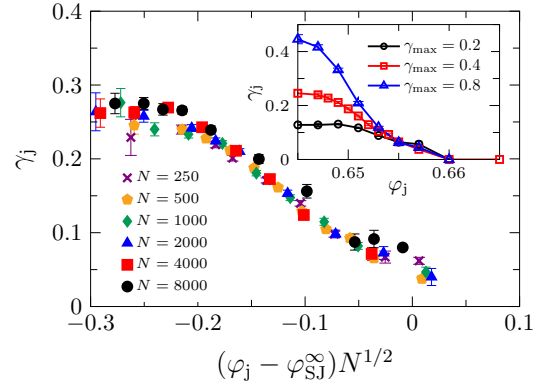 0.4
0.3
0.2
0.1
0
γj
−0.3
−0.2
−0.1
0
0.1
(φj − φ∞SJ)N1/2
N = 250
N = 500
N = 1000
N = 2000
N = 4000
N = 8000
0.4
0.2
0
γj
0.65
0.66
φj
γmax = 0.2
γmax = 0.4
γmax = 0.8